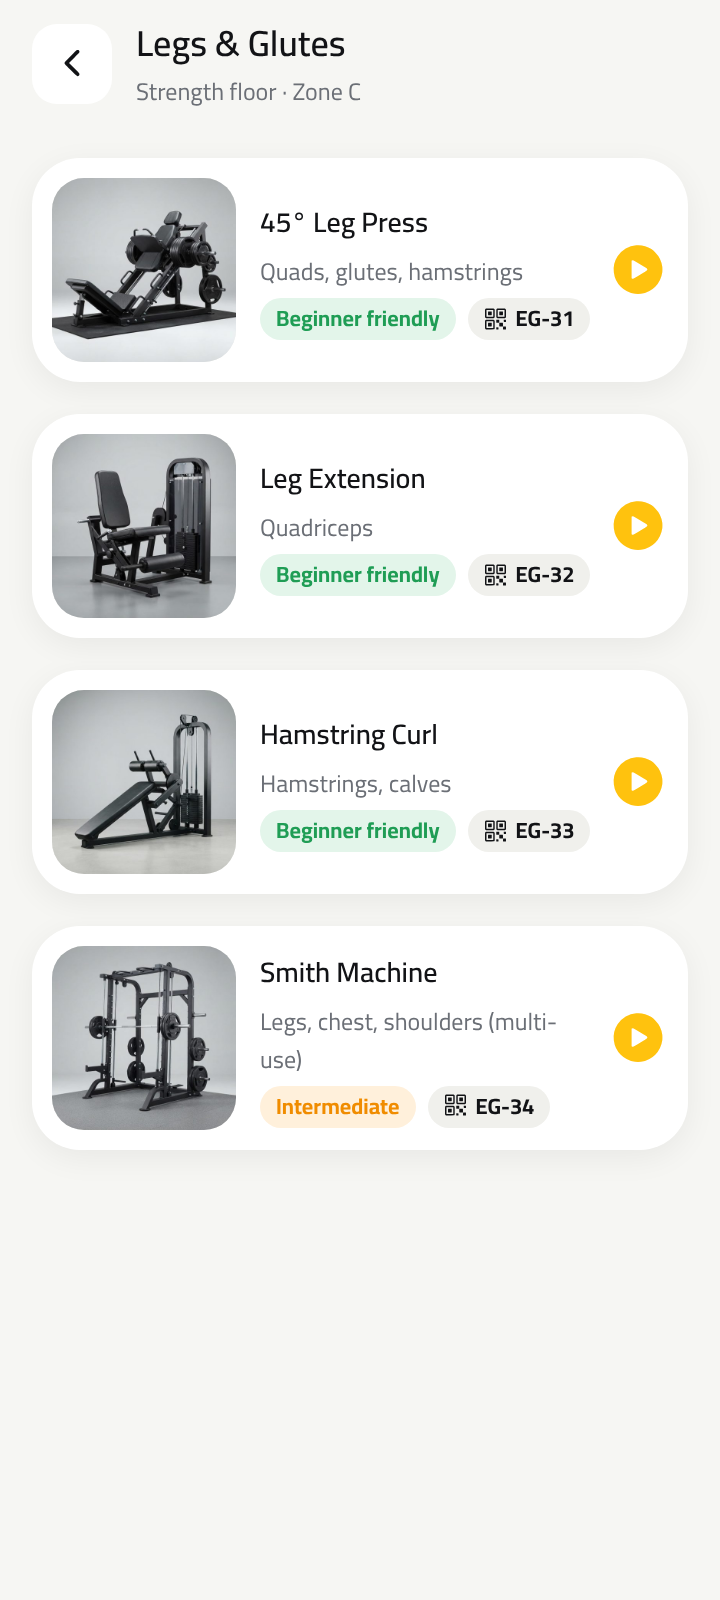 Legs & Glutes
Strength floor · Zone C
45° Leg Press
Quads, glutes, hamstrings
Beginner friendly
EG-31
Leg Extension
Quadriceps
Beginner friendly
EG-32
Hamstring Curl
Hamstrings, calves
Beginner friendly
EG-33
Smith Machine
Legs, chest, shoulders (multi-
use)
Intermediate
EG-34